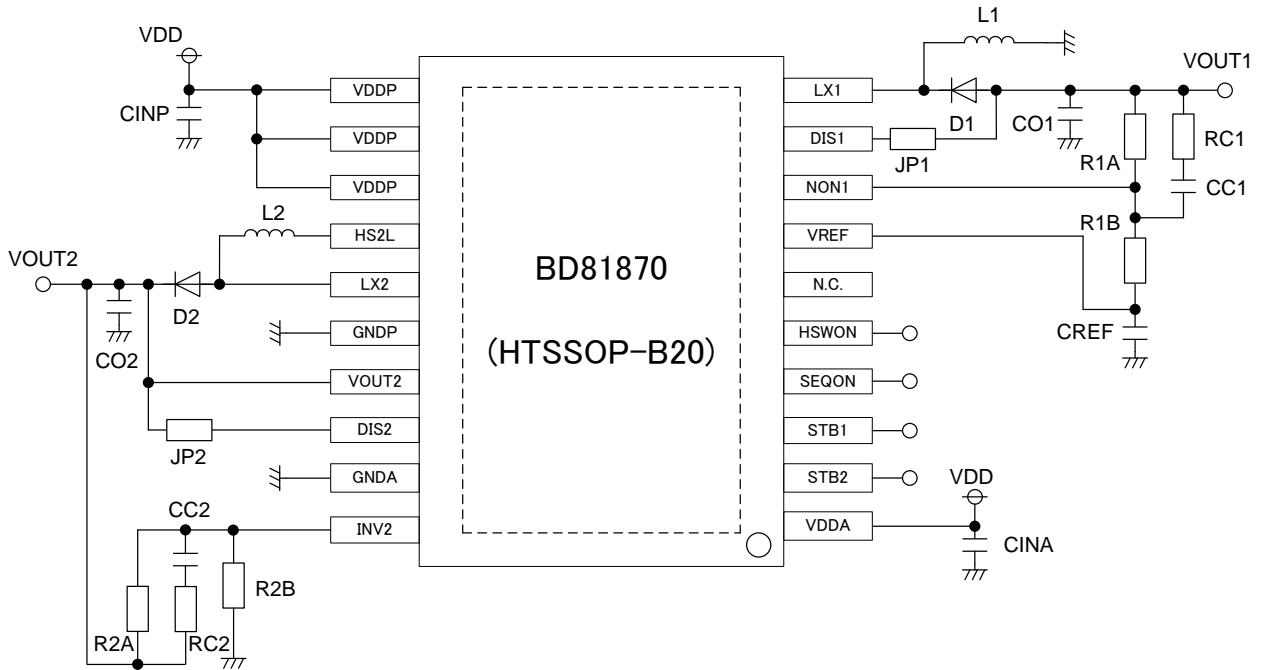 L1
VDD
VOUT1
VDDP
LX1
CINP
D1
CO1
RC1
VDDP
DIS1
R1A
JP1
CC1
VDDP
NON1
L2
R1B
HS2L
VREF
VOUT2
BD81870
LX2
N.C.
D2
CREF
GNDP
HSWON
CO2
(HTSSOP-B20)
VOUT2
SEQON
DIS2
STB1
JP2
GNDA
STB2
VDD
CC2
INV2
VDDA
CINA
R2B
R2A
RC2